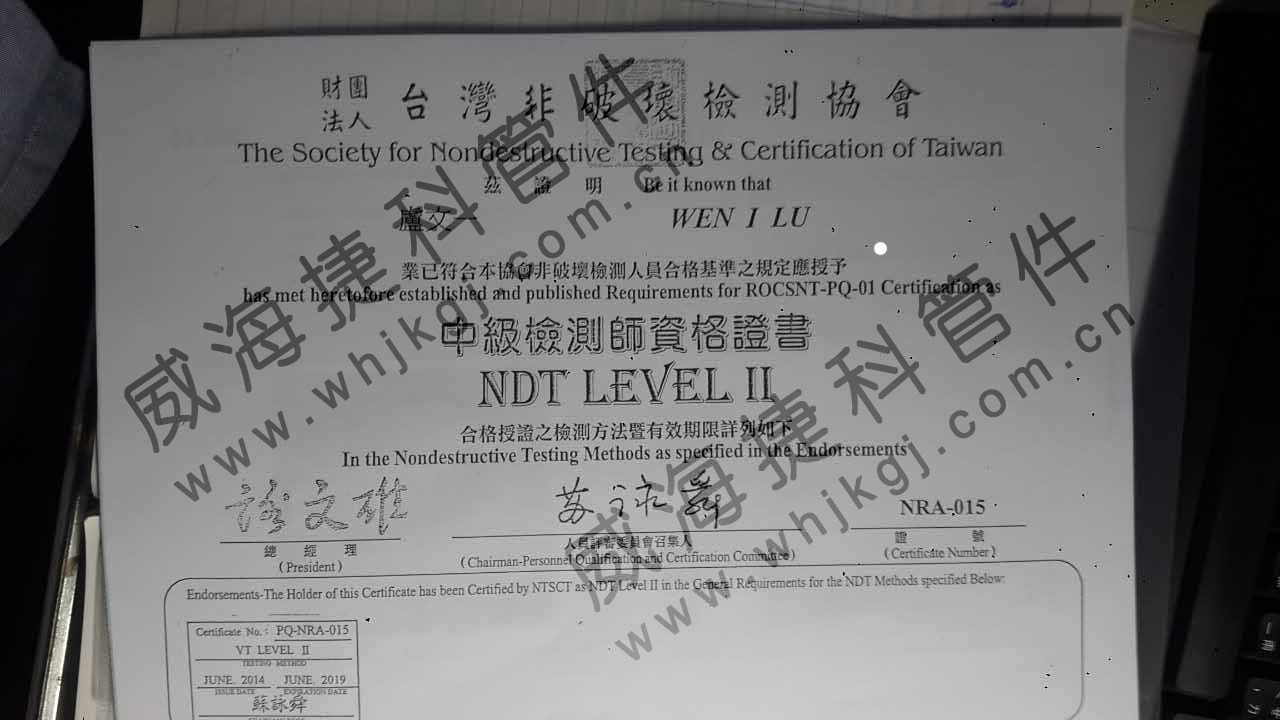 財團
法人
台灣非破壞檢測協會
The Society for Nondestructive Testing & Certification of Taiwan
茲證明 Be it known that
盧文一 WEN I LU
業已符合本協會非破壞檢測人員合格基準之規定應授予
has met heretofore established and published Requirements for ROCSNT-PQ-01 Certification as
中級檢測師資格證書
NDT LEVEL II
合格授證之檢測方法暨有效期限詳列如下
In the Nondestructive Testing Methods as specified in the Endorsements
蘇詠舜 NRA-015
總經理 人員評審委員會召集人 證號
(President) (Chairman-Personnel Qualification and Certification Committee) (Certificate Number)
Endorsements-The Holder of this Certificate has been Certified by NTSCT as NDT Level II in the General Requirements for the NDT Methods specified Below:
Certificate No.: PQ-NRA-015
VT LEVEL II
TESTING METHOD
JUNE. 2014 JUNE. 2019
ISSUE DATE EXPIRATION DATE
蘇詠舜
威海捷科管件
www.whjkgj.com.cn
威海捷科管件
www.whjkgj.com.cn